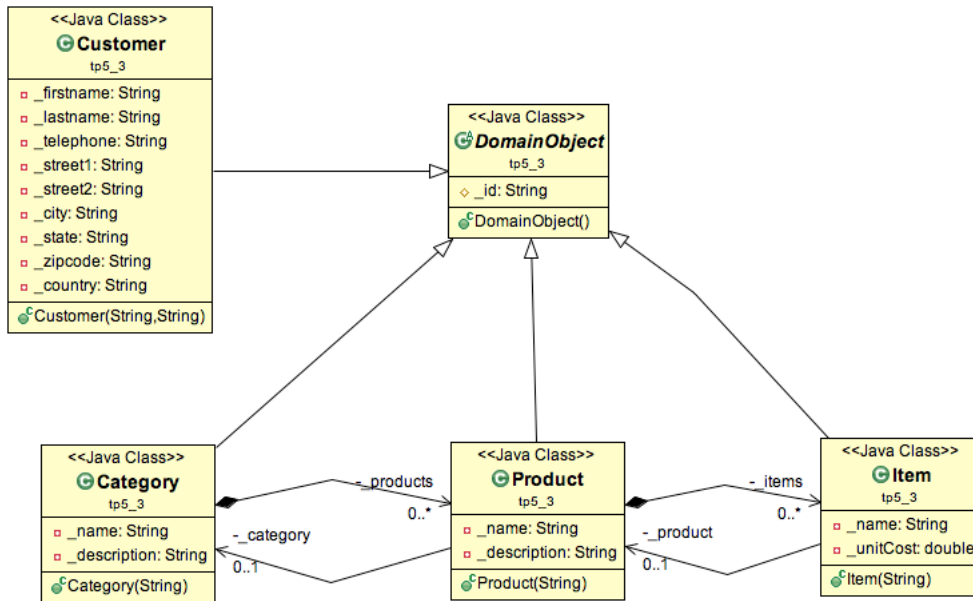 <<Java Class>>
Customer
tp5_3
_firstname: String
_lastname: String
_telephone: String
_street1: String
_street2: String
_city: String
_state: String
_zipcode: String
_country: String
Customer(String,String)
<<Java Class>>
DomainObject
tp5_3
_id: String
DomainObject()
<<Java Class>>
Category
tp5_3
_name: String
_description: String
Category(String)
-_products
0..*
-_category
0..1
<<Java Class>>
Product
tp5_3
_name: String
_description: String
Product(String)
-_items
0..*
-_product
0..1
<<Java Class>>
Item
tp5_3
_name: String
_unitCost: double
Item(String)